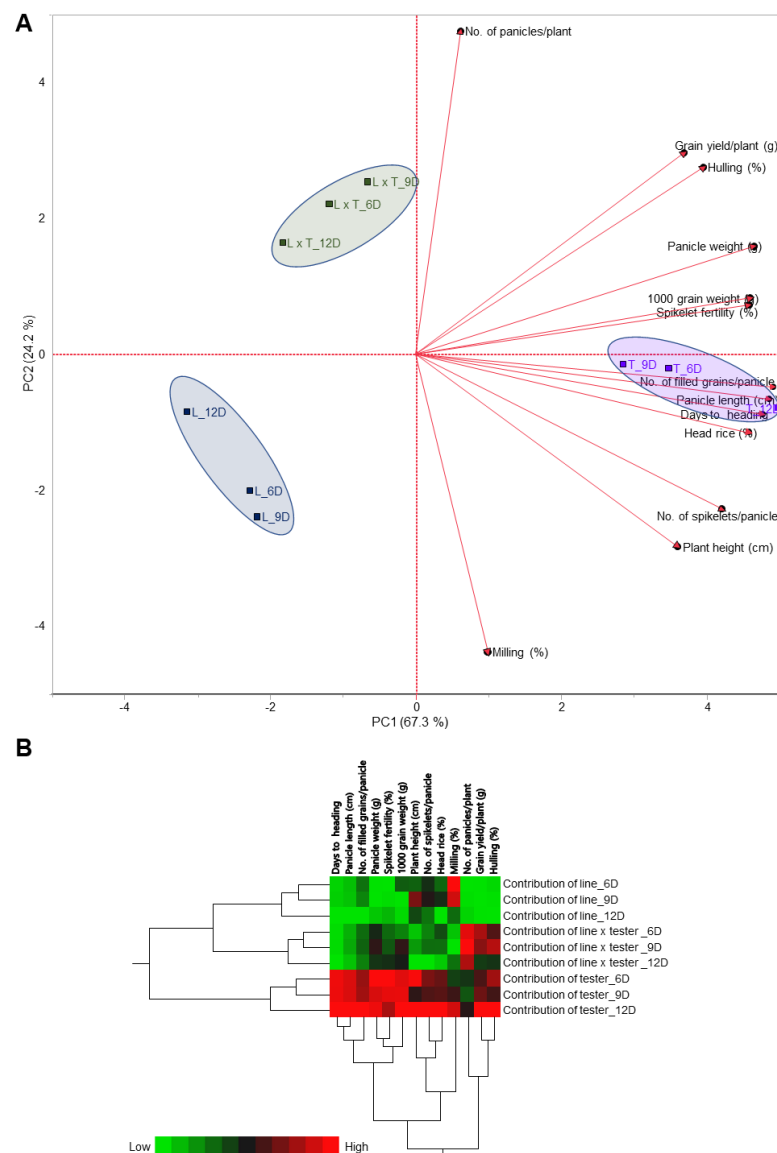 A
No. of panicles/plant
4
Grain yield/plant (g)
Hulling (%)
L x T_9D
L x T_6D
2
L x T_12D
Panicle weight (g)
1000 grain weight (g)
Spikelet fertility (%)
0
T_9D
T_6D
No. of filled grains/panicle
Panicle length (cm)
Days to heading
Head rice (%)
L_12D
PC2 (24.2 %)
-2
L_6D
L_9D
No. of spikelets/panicle
Plant height (cm)
-4
Milling (%)
-4 -2 0 2 4
PC1 (67.3 %)
B
Days to heading
Panicle length (cm)
No. of filled grains/panicle
Panicle weight (g)
Spikelet fertility (%)
1000 grain weight (g)
Plant height (cm)
No. of spikelets/panicle
Head rice (%)
Milling (%)
No. of panicles/plant
Grain yield/plant (g)
Hulling (%)
Contribution of line_6D
Contribution of line_9D
Contribution of line_12D
Contribution of line x tester_6D
Contribution of line x tester_9D
Contribution of line x tester_12D
Contribution of tester_6D
Contribution of tester_9D
Contribution of tester_12D
Low High